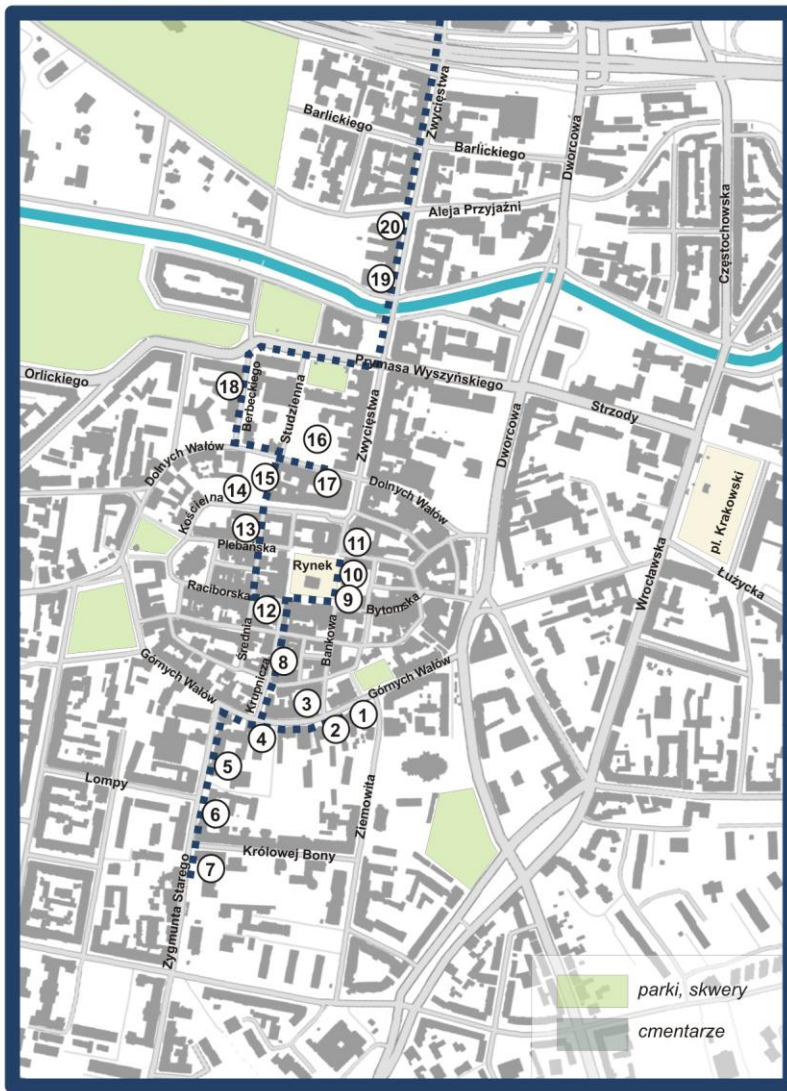 Zwycięstwa
Barlickiego
Barlickiego
Dworcowa
Aleja Przyjaźni
Częstochowska
20
19
Prymasa Wyszyńskiego
Orlickiego
18
Berbeckiego
Studzienna
Zwycięstwa
Strzody
16
Dworcowa
Dolnych Wałów
15
17
Dolnych Wałów
14
Kościelna
pl. Krakowski
13
11
Plebańska
Rynek
10
Wrocławska
Łużycka
Raciborska
12
9
Bytomska
Średnia
Bankowa
8
Krupnicza
Górnych Wałów
Górnych Wałów
3
1
4
2
5
Lompy
Ziemowita
6
Królowej Bony
7
Zygmunta Starego
parki, skwery
cmentarze